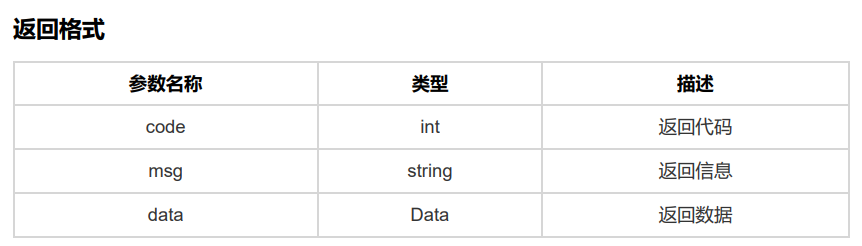 返回格式
参数名称 类型 描述
code int 返回代码
msg string 返回信息
data Data 返回数据